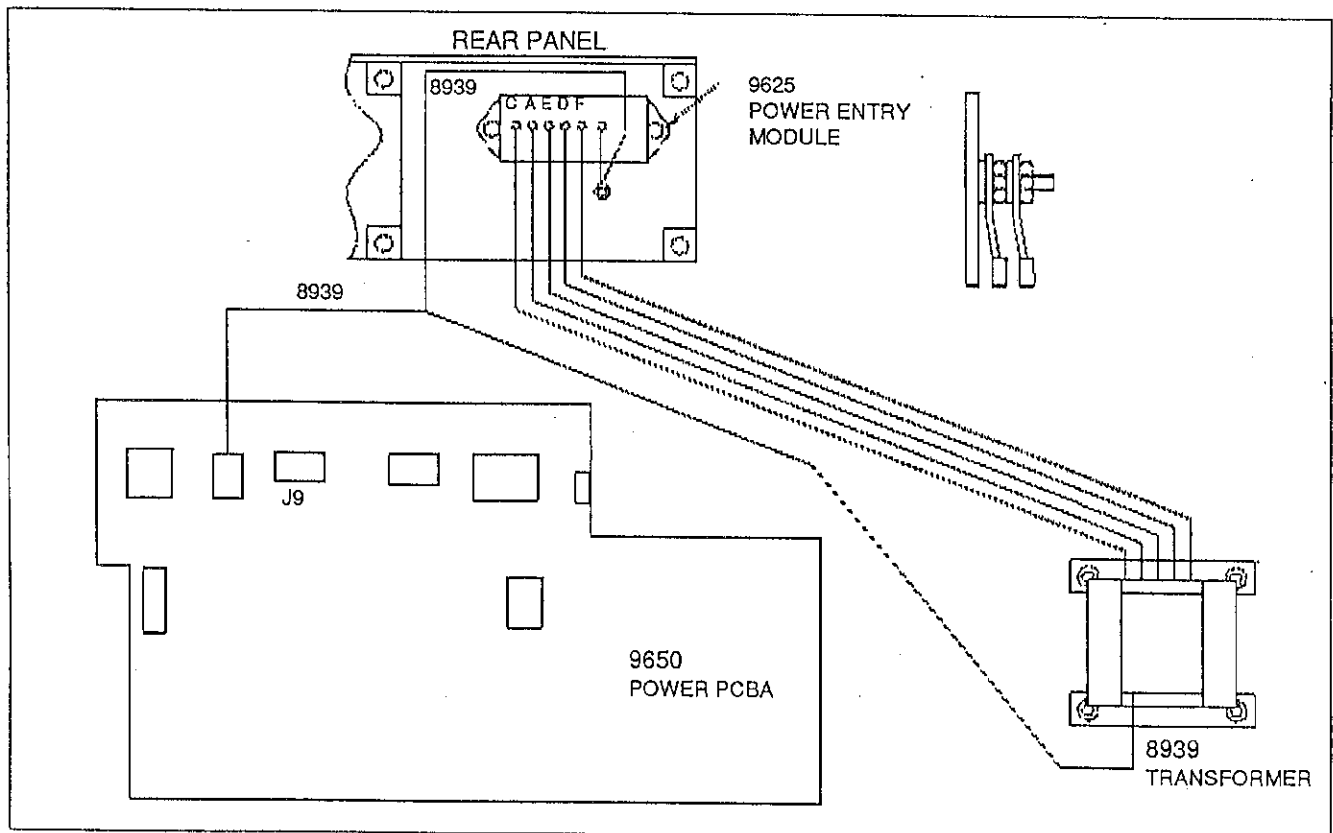 REAR PANEL
8939
C A E D F
9625
POWER ENTRY
MODULE
8939
J9
9650
POWER PCBA
8939
TRANSFORMER